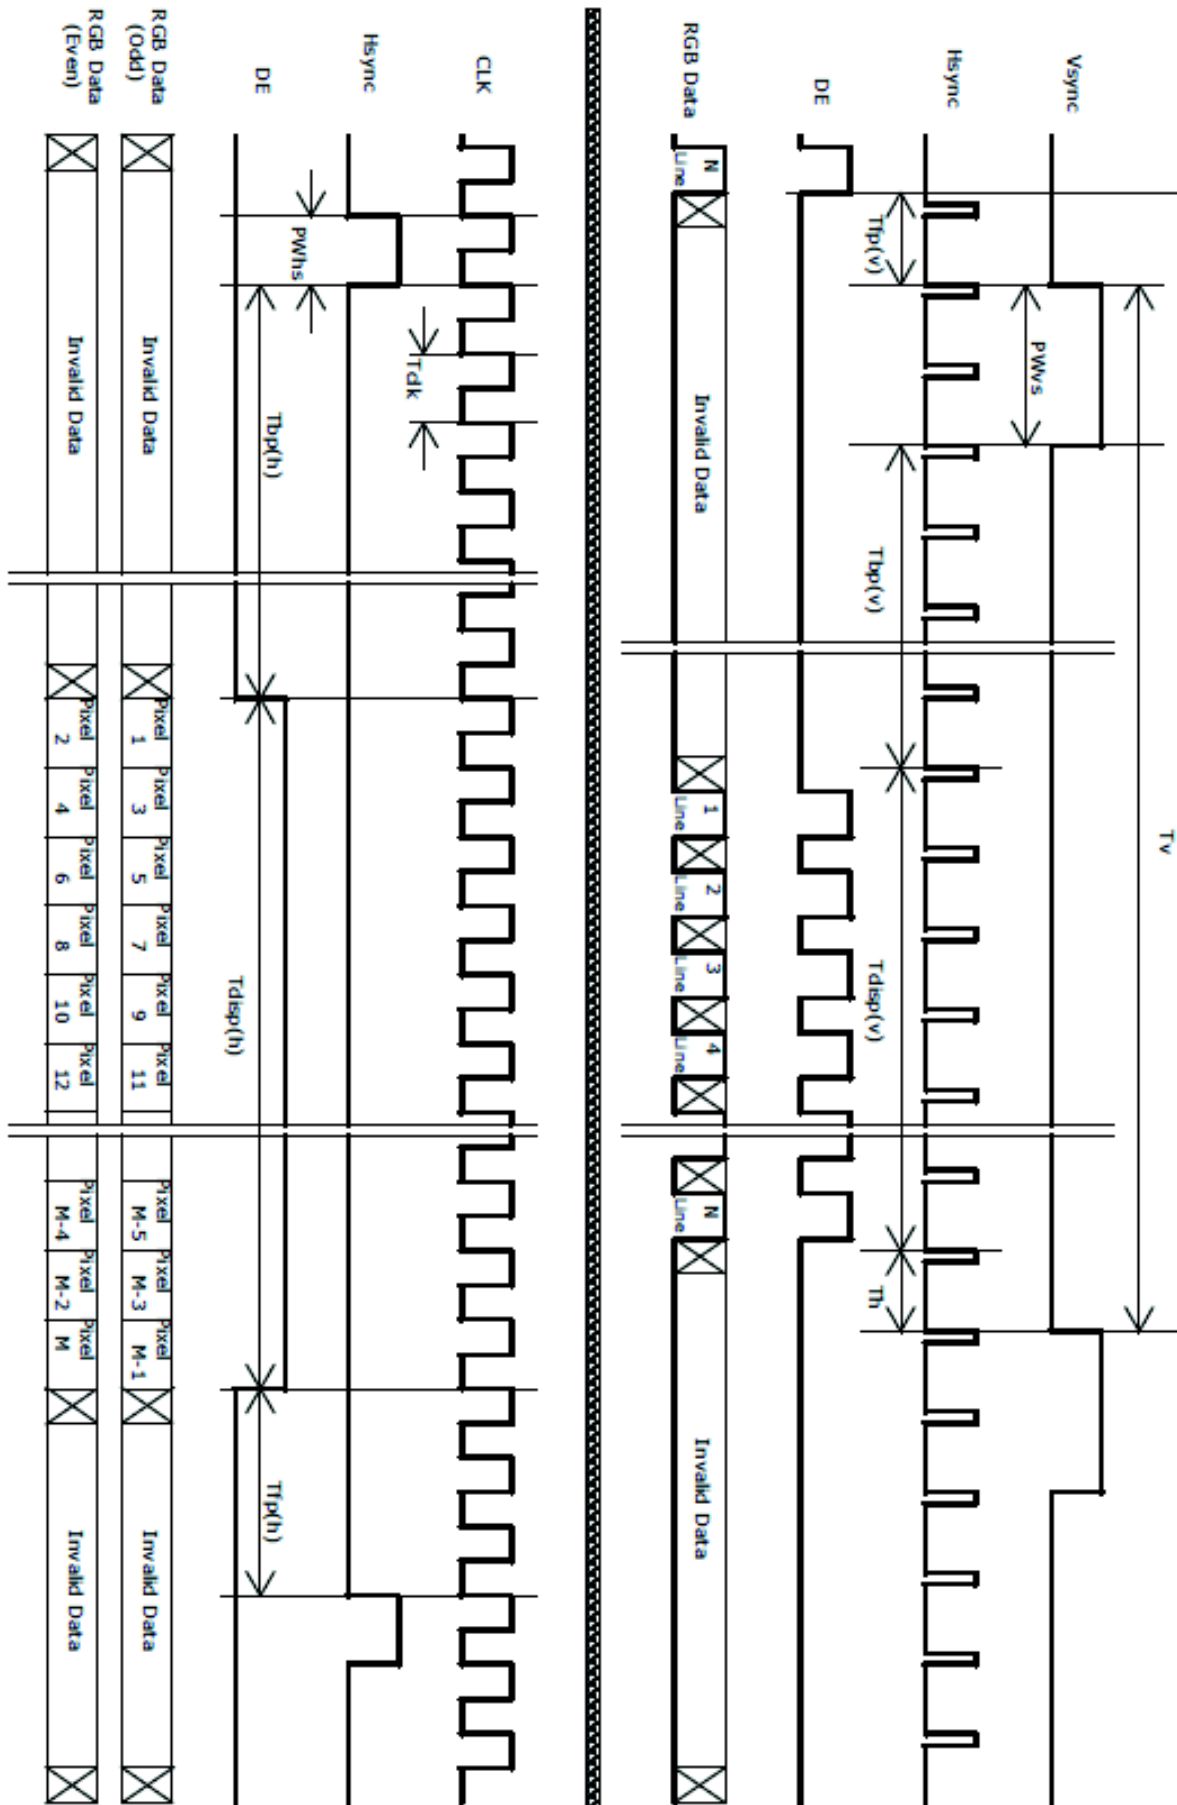 Vsync
Tv
PWvs
Hsync
Tfp(v)
Tbp(v)
Tdisp(v)
Th
DE
RGB Data
Line N
Invalid Data
Line 1
Line 2
Line 3
Line 4
Line N
Invalid Data
CLK
Tclk
Hsync
PWhs
DE
Tbp(h)
Tdisp(h)
Tfp(h)
RGB Data
(Odd)
Invalid Data
Pixel 1
Pixel 3
Pixel 5
Pixel 7
Pixel 9
Pixel 11
Pixel M-5
Pixel M-3
Pixel M-1
Invalid Data
RGB Data
(Even)
Invalid Data
Pixel 2
Pixel 4
Pixel 6
Pixel 8
Pixel 10
Pixel 12
Pixel M-4
Pixel M-2
Pixel M
Invalid Data